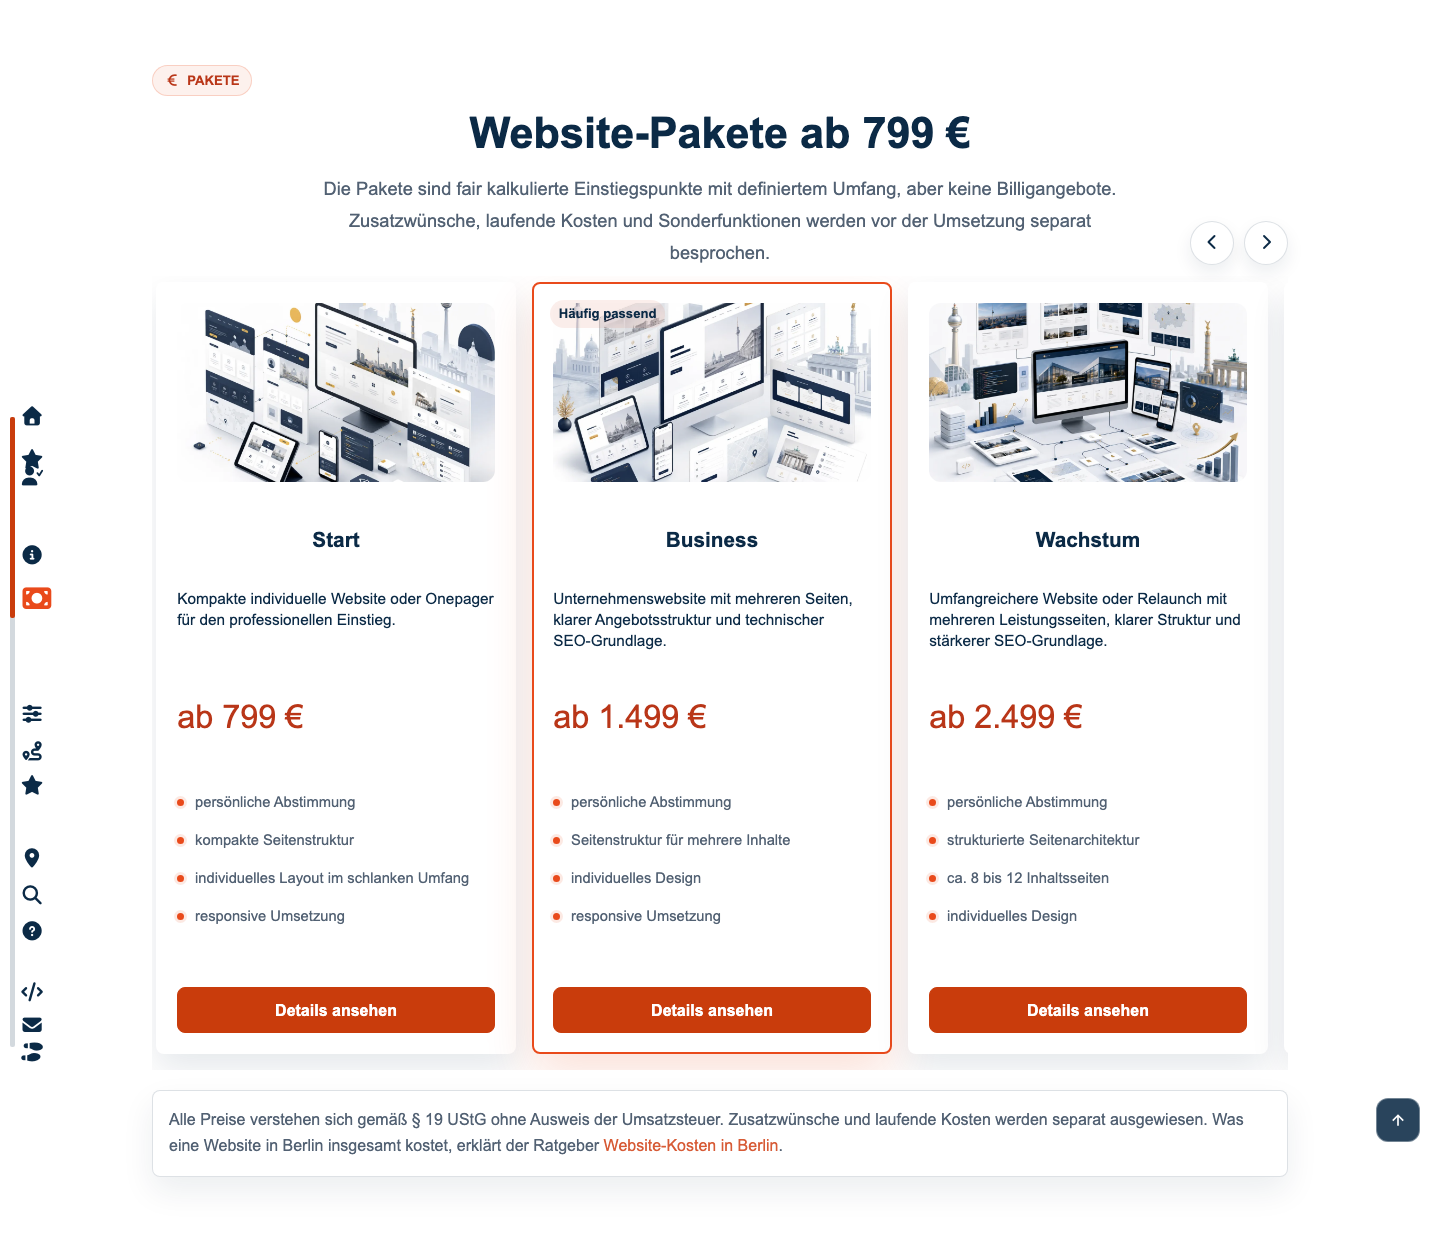 € PAKETE
Website-Pakete ab 799 €
Die Pakete sind fair kalkulierte Einstiegspunkte mit definiertem Umfang, aber keine Billigangebote.
Zusatzwünsche, laufende Kosten und Sonderfunktionen werden vor der Umsetzung separat
besprochen.
Start
Kompakte individuelle Website oder Onepager
für den professionellen Einstieg.
ab 799 €
persönliche Abstimmung
kompakte Seitenstruktur
individuelles Layout im schlanken Umfang
responsive Umsetzung
Details ansehen
Häufig passend
Business
Unternehmenswebsite mit mehreren Seiten,
klarer Angebotsstruktur und technischer
SEO-Grundlage.
ab 1.499 €
persönliche Abstimmung
Seitenstruktur für mehrere Inhalte
individuelles Design
responsive Umsetzung
Details ansehen
Wachstum
Umfangreichere Website oder Relaunch mit
mehreren Leistungsseiten, klarer Struktur und
stärkerer SEO-Grundlage.
ab 2.499 €
persönliche Abstimmung
strukturierte Seitenarchitektur
ca. 8 bis 12 Inhaltsseiten
individuelles Design
Details ansehen
Alle Preise verstehen sich gemäß § 19 UStG ohne Ausweis der Umsatzsteuer. Zusatzwünsche und laufende Kosten werden separat ausgewiesen. Was
eine Website in Berlin insgesamt kostet, erklärt der Ratgeber Website-Kosten in Berlin.